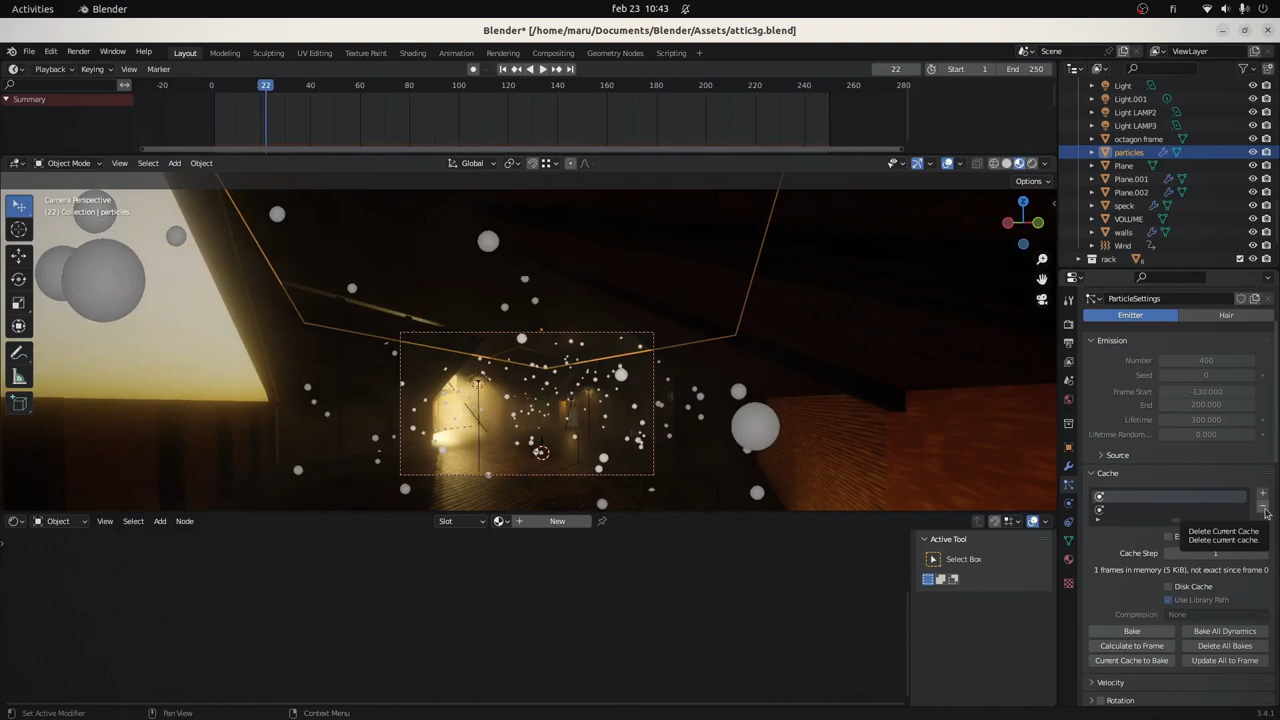 Activities Blender feb 23 10:43 fi
Blender* [/home/maru/Documents/Blender/Assets/attic3g.blend]
File Edit Render Window Help Layout Modeling Sculpting UV Editing Texture Paint Shading Animation Rendering Compositing Geometry Nodes Scripting + Scene ViewLayer
Playback Keying View Marker 22 Start 1 End 250
-20 0 22 40 60 80 100 120 140 160 180 200 220 240 260 280
Summary
Object Mode View Select Add Object Global
Options
Camera Perspective
(22) Collection | particles
Z
Light
Light.001
Light LAMP2
Light LAMP3
octagon frame
particles
Plane
Plane.001
Plane.002
speck
VOLUME
walls
Wind
rack 6
ParticleSettings
Emitter Hair
Emission
Number 400
Seed 0
Frame Start -130.000
End 200.000
Lifetime 300.000
Lifetime Random.. 0.000
Source
Cache
Delete Current Cache
Delete current cache.
Cache Step 1
1 frames in memory (5 KiB), not exact since frame 0
Disk Cache
Use Library Path
Compression None
Bake Bake All Dynamics
Calculate to Frame Delete All Bakes
Current Cache to Bake Update All to Frame
Velocity
Rotation
Object View Select Add Node Slot + New
Active Tool
Select Box
Set Active Modifier Pan View Context Menu 3.4.1